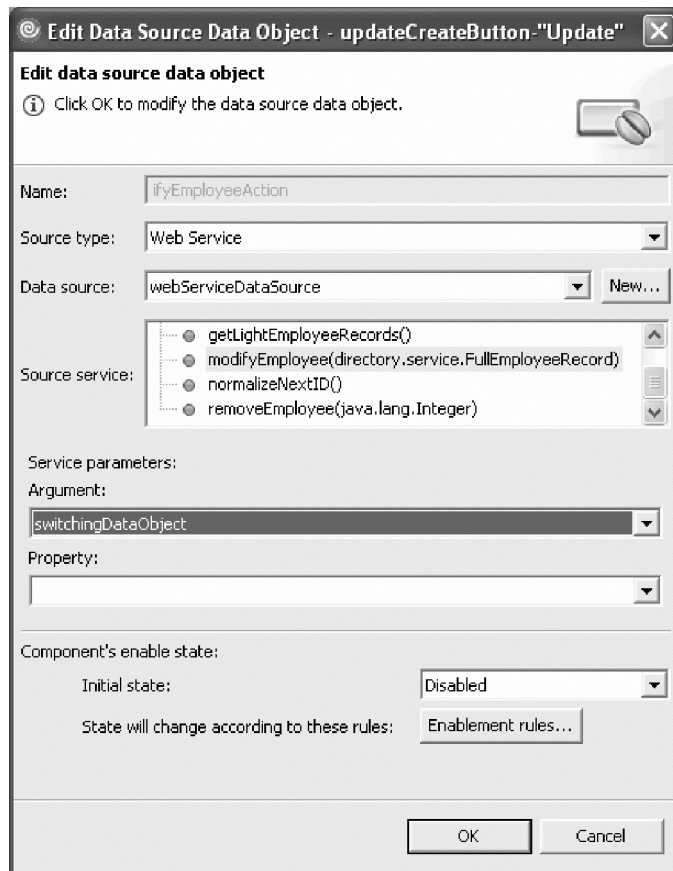 Edit Data Source Data Object - updateCreateButton-"Update"
Edit data source data object
Click OK to modify the data source data object.
Name: ifyEmployeeAction
Source type: Web Service
Data source: webServiceDataSource New...
Source service:
getLightEmployeeRecords()
modifyEmployee(directory.service.FullEmployeeRecord)
normalizeNextID()
removeEmployee(java.lang.Integer)
Service parameters:
Argument:
switchingDataObject
Property:
Component's enable state:
Initial state: Disabled
State will change according to these rules: Enablement rules...
OK Cancel